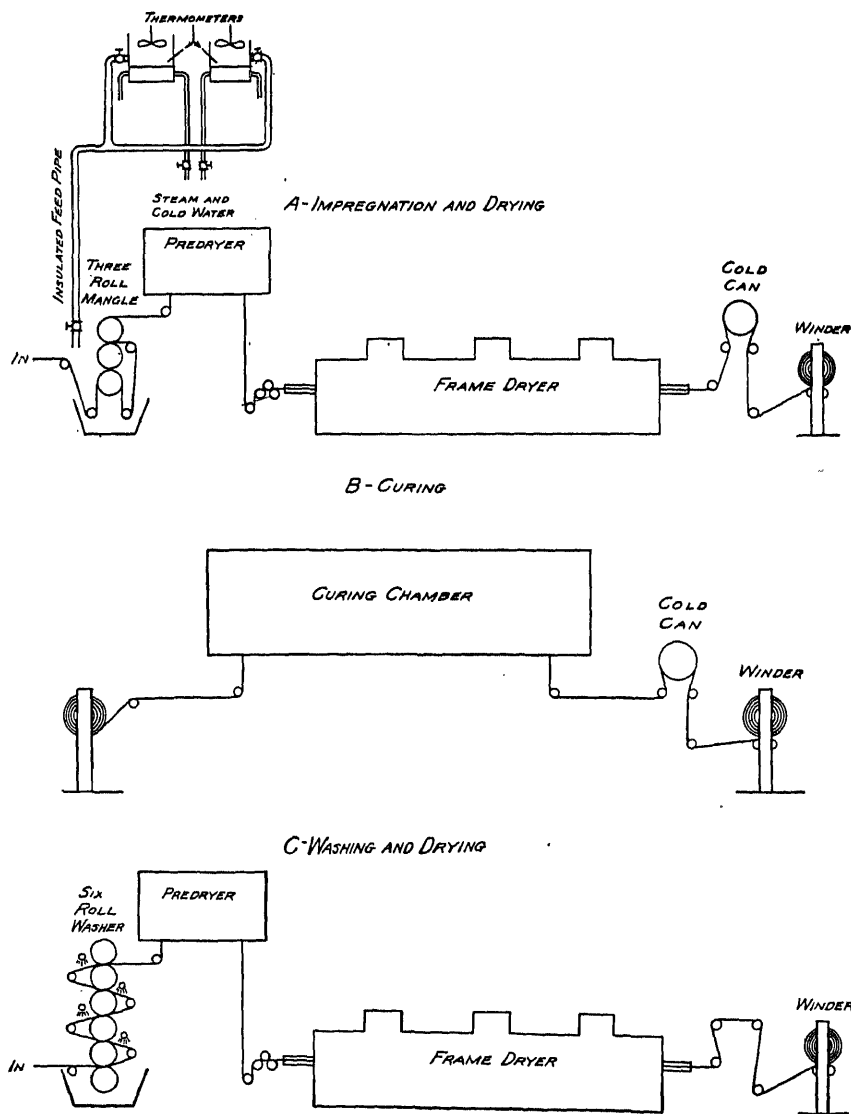 THERMOMETERS
INSULATED FEED PIPE
STEAM AND
COLD WATER
A-IMPREGNATION AND DRYING
PREDRYER
THREE
ROLL
MANGLE
COLD
CAN
WINDER
IN
FRAME DRYER
B-CURING
CURING CHAMBER
COLD
CAN
WINDER
C-WASHING AND DRYING
SIX
ROLL
WASHER
PREDRYER
WINDER
IN
FRAME DRYER